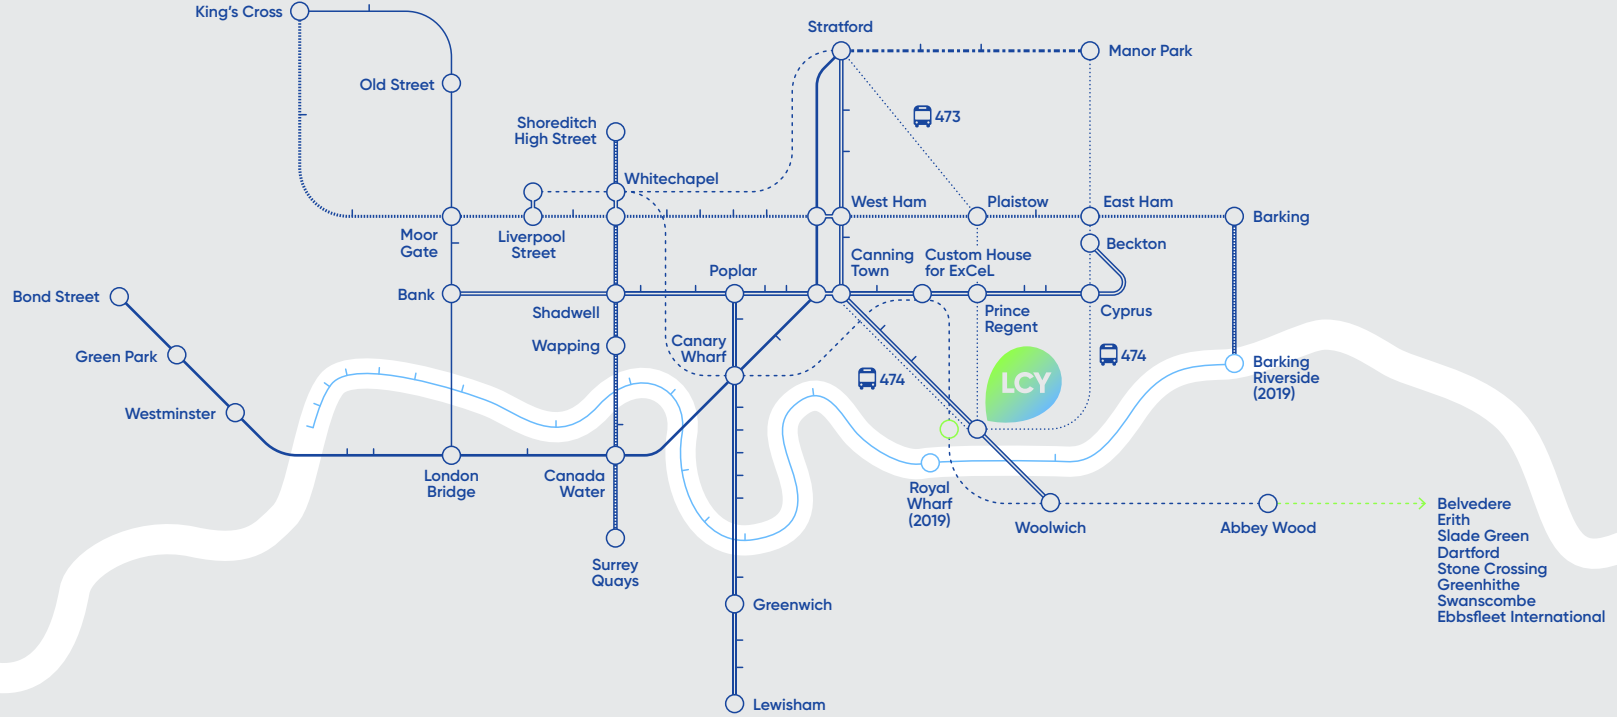 King's Cross
Stratford
Manor Park
Old Street
473
Shoreditch
High Street
Whitechapel
West Ham
Plaistow
East Ham
Barking
Moor
Gate
Liverpool
Street
Beckton
Canning
Town
Custom House
for ExCeL
Poplar
Bond Street
Bank
Shadwell
Prince
Regent
Cyprus
Green Park
Wapping
Canary
Wharf
474
474
LCY
Barking
Riverside
(2019)
Westminster
London
Bridge
Canada
Water
Royal
Wharf
(2019)
Woolwich
Abbey Wood
Belvedere
Erith
Slade Green
Dartford
Stone Crossing
Greenhithe
Swanscombe
Ebbsfleet International
Surrey
Quays
Greenwich
Lewisham